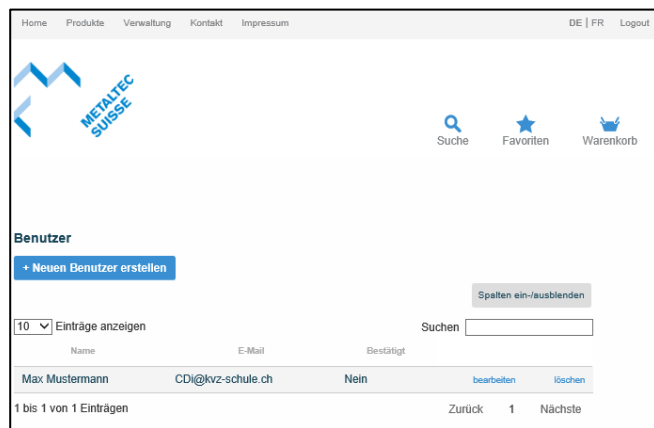 Home Produkte Verwaltung Kontakt Impressum DE | FR Logout
METALTEC
SUISSE
Suche Favoriten Warenkorb
Benutzer
+ Neuen Benutzer erstellen
Spalten ein-/ausblenden
10 Einträge anzeigen Suchen
Name E-Mail Bestätigt
Max Mustermann CDi@kvz-schule.ch Nein bearbeiten löschen
1 bis 1 von 1 Einträgen Zurück 1 Nächste